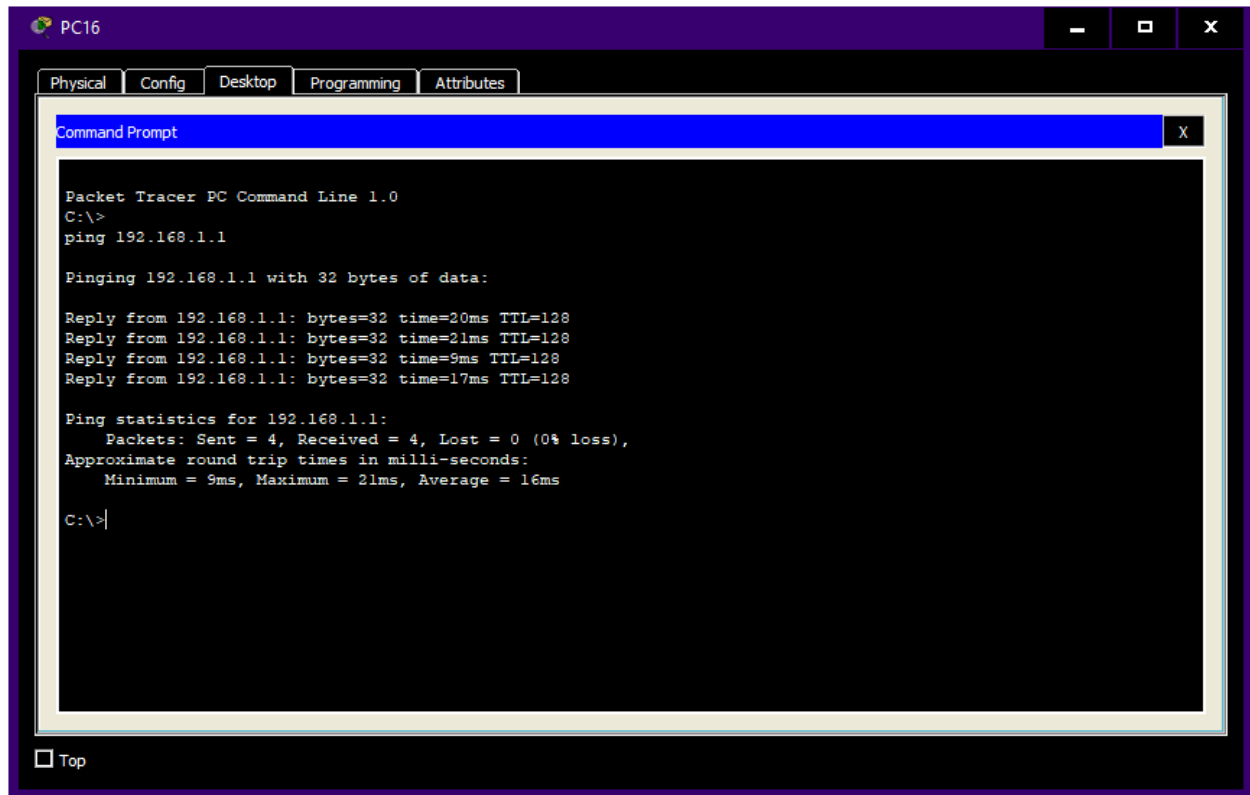 PC16
Physical Config Desktop Programming Attributes
Command Prompt X
Packet Tracer PC Command Line 1.0
C:\>
ping 192.168.1.1
Pinging 192.168.1.1 with 32 bytes of data:
Reply from 192.168.1.1: bytes=32 time=20ms TTL=128
Reply from 192.168.1.1: bytes=32 time=21ms TTL=128
Reply from 192.168.1.1: bytes=32 time=9ms TTL=128
Reply from 192.168.1.1: bytes=32 time=17ms TTL=128
Ping statistics for 192.168.1.1:
Packets: Sent = 4, Received = 4, Lost = 0 (0% loss),
Approximate round trip times in milli-seconds:
Minimum = 9ms, Maximum = 21ms, Average = 16ms
C:\>
Top